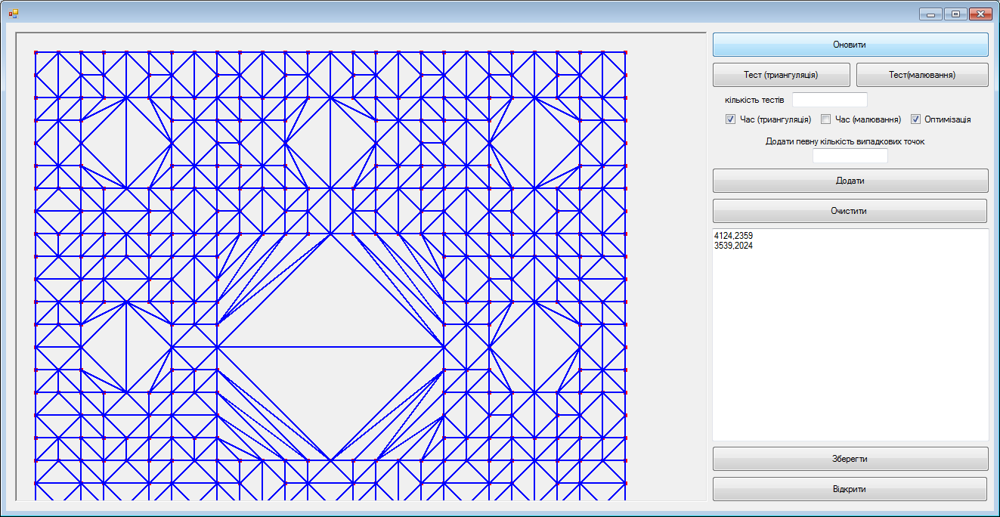 Оновити
Тест (триангуляція)
Тест(малювання)
кількість тестів
Час (триангуляція)
Час (малювання)
Оптимізація
Додати певну кількість випадкових точок
Додати
Очистити
4124,2359
3539,2024
Зберегти
Відкрити